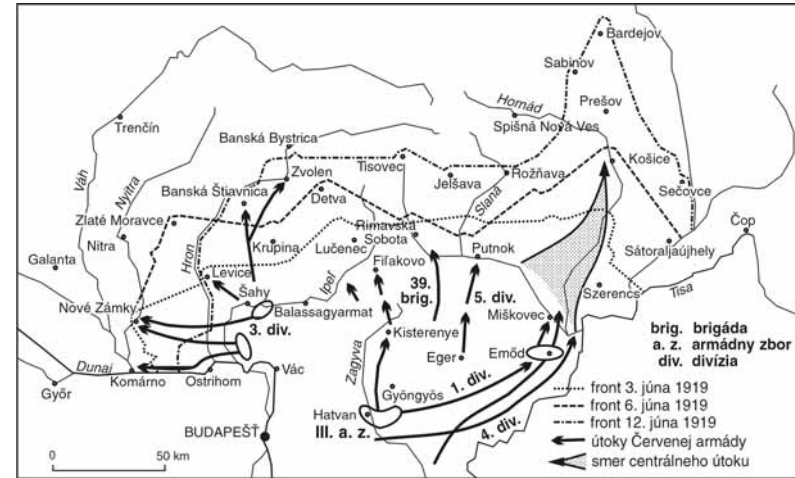 Bardejov
Sabinov
Prešov
Hornád
Spišná Nová Ves
Trenčín
Banská Bystrica
Tisovec
Rožňava
Košice
Zvolen
Jelšava
Sečovce
Váh
Nyitra
Banská Štiavnica
Detva
Slaná
Zlaté Moravce
Rimavská
Sobota
Čop
Nitra
Krupina
Lučenec
Putnok
Sátoraljaújhely
Galanta
Hron
Levice
Fiľakovo
39.
brig.
5. div.
Tisa
Šahy
Ipeľ
Szerencs
Nové Zámky
Balassagyarmat
Miškovec
3. div.
Kisterenye
Zagyva
Eger
Emőd
Dunaj
Komárno
Ostrihom
Vác
1. div.
Győr
Gyöngyös
Hatvan
III. a. z.
4. div.
BUDAPEŠŤ
0 50 km
brig. brigáda
a. z. armádny zbor
div. divízia
front 3. júna 1919
front 6. júna 1919
front 12. júna 1919
útoky Červenej armády
smer centrálneho útoku